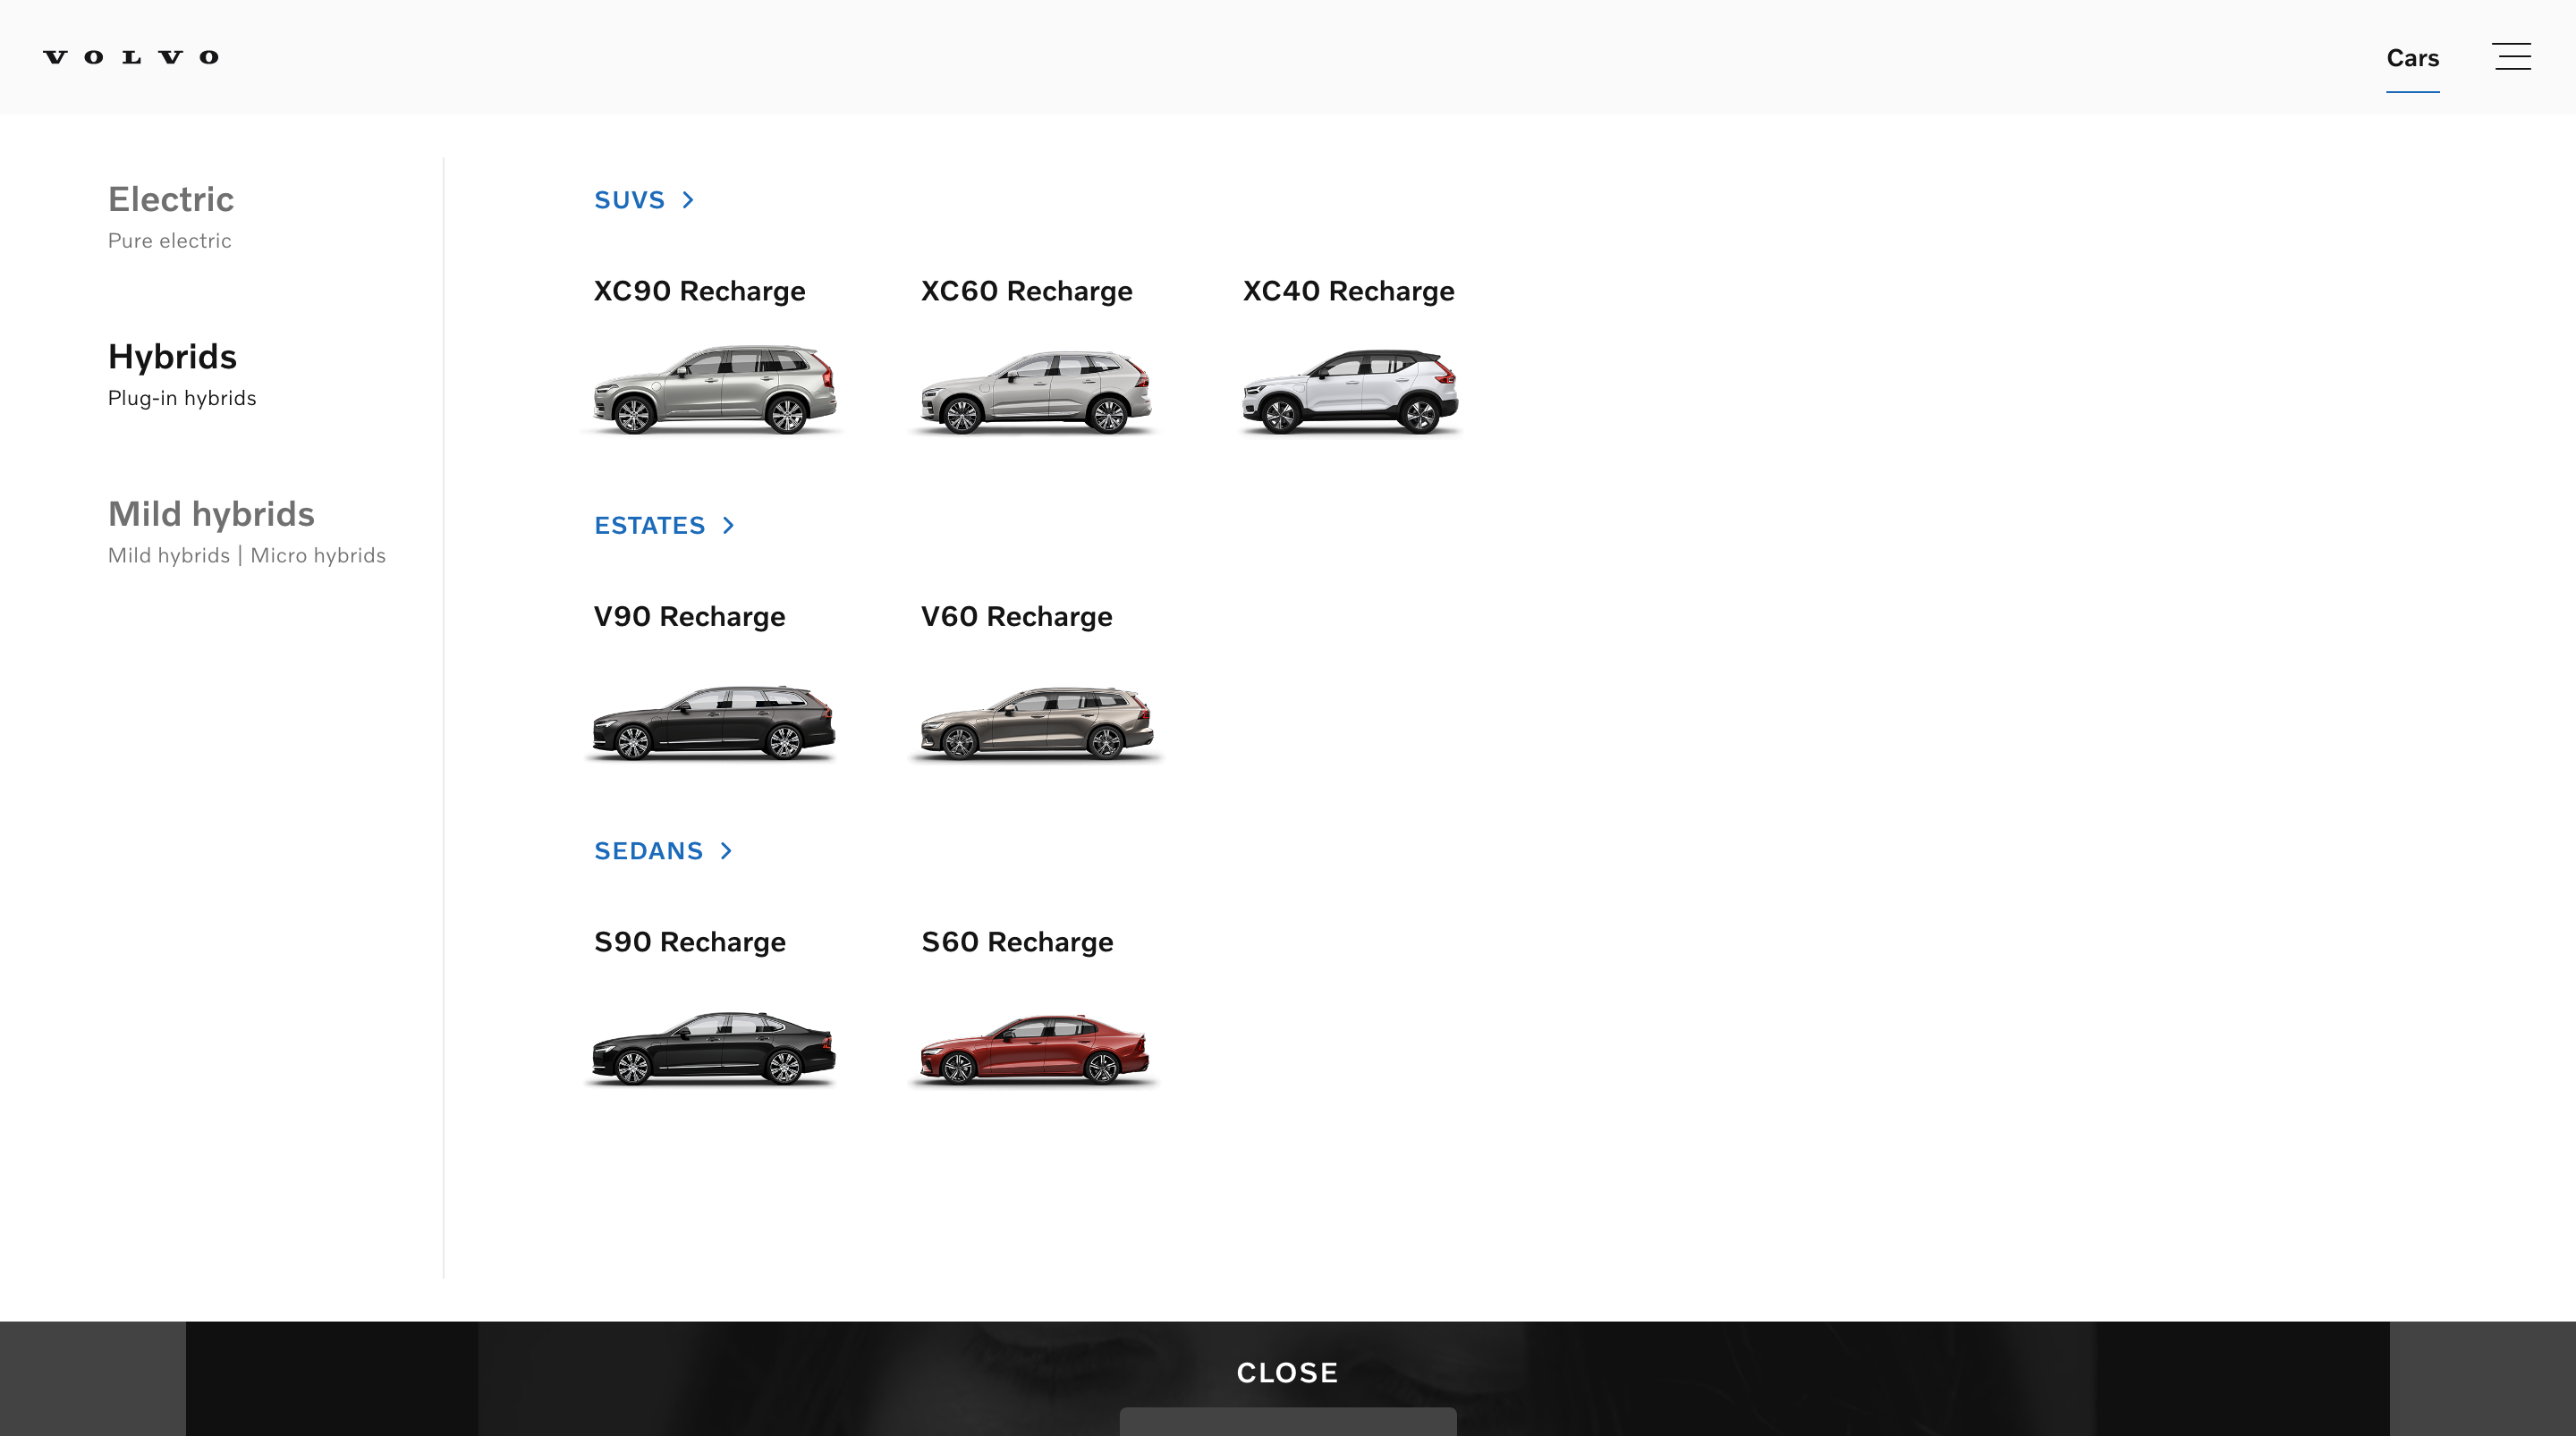 VOLVO
Cars
Electric
Pure electric
Hybrids
Plug-in hybrids
Mild hybrids
Mild hybrids | Micro hybrids
SUVS
XC90 Recharge
XC60 Recharge
XC40 Recharge
ESTATES
V90 Recharge
V60 Recharge
SEDANS
S90 Recharge
S60 Recharge
CLOSE